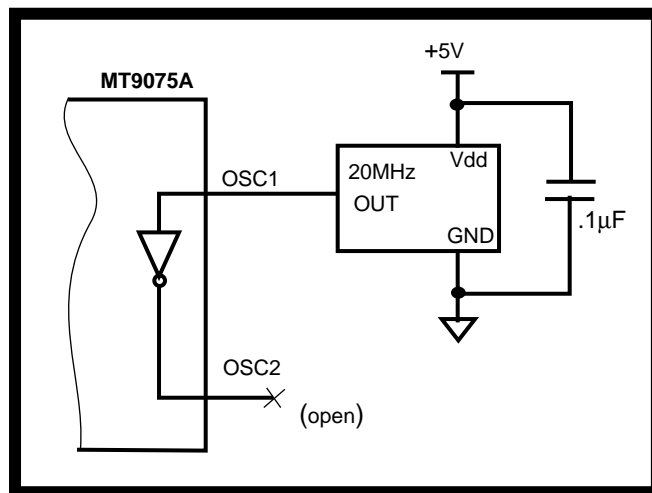 +5V
MT9075A
20MHz
Vdd
OSC1
OUT
.1µF
GND
OSC2
(open)